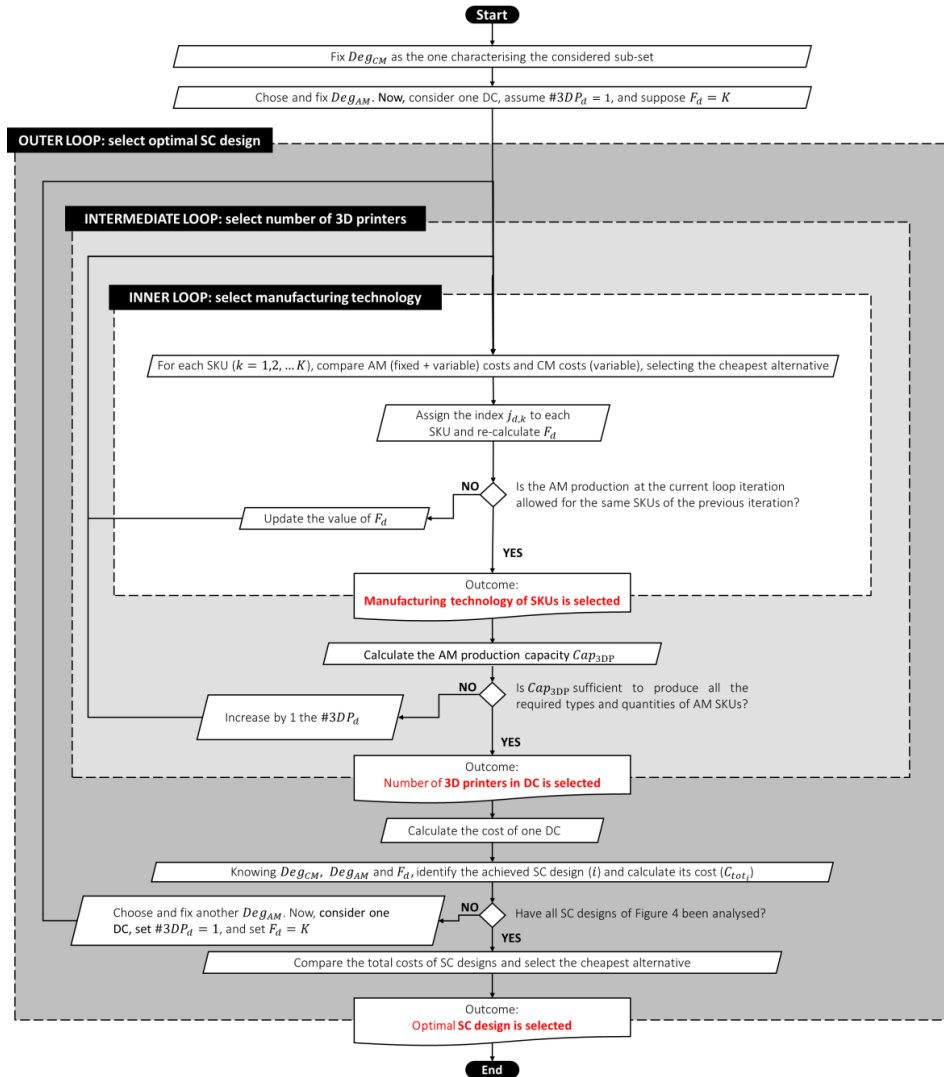 Start
Fix Deg_CM as the one characterising the considered sub-set
Chose and fix Deg_AM. Now, consider one DC, assume #3DP_d = 1, and suppose F_d = K
OUTER LOOP: select optimal SC design
INTERMEDIATE LOOP: select number of 3D printers
INNER LOOP: select manufacturing technology
For each SKU (k = 1,2, ... K), compare AM (fixed + variable) costs and CM costs (variable), selecting the cheapest alternative
Assign the index j_d,k to each
SKU and re-calculate F_d
NO
Is the AM production at the current loop iteration
allowed for the same SKUs of the previous iteration?
Update the value of F_d
YES
Outcome:
Manufacturing technology of SKUs is selected
Calculate the AM production capacity Cap_3DP
NO
Is Cap_3DP sufficient to produce all the
required types and quantities of AM SKUs?
Increase by 1 the #3DP_d
YES
Outcome:
Number of 3D printers in DC is selected
Calculate the cost of one DC
Knowing Deg_CM, Deg_AM and F_d, identify the achieved SC design (i) and calculate its cost (C_tot_i)
NO
Have all SC designs of Figure 4 been analysed?
Choose and fix another Deg_AM. Now, consider one
DC, set #3DP_d = 1, and set F_d = K
YES
Compare the total costs of SC designs and select the cheapest alternative
Outcome:
Optimal SC design is selected
End